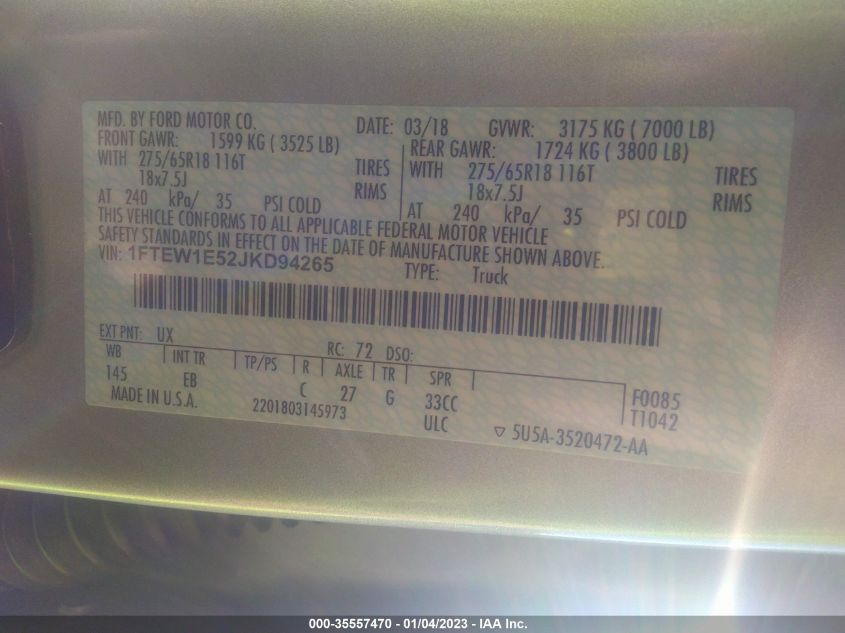 MFD. BY FORD MOTOR CO.
DATE: 03/18 GVWR: 3175 KG ( 7000 LB)
FRONT GAWR: 1599 KG ( 3525 LB)
REAR GAWR: 1724 KG ( 3800 LB)
WITH 275/65R18 116T TIRES
WITH 275/65R18 116T TIRES
18x7.5J RIMS
18x7.5J RIMS
AT 240 kPa/ 35 PSI COLD
AT 240 kPa/ 35 PSI COLD
THIS VEHICLE CONFORMS TO ALL APPLICABLE FEDERAL MOTOR VEHICLE
SAFETY STANDARDS IN EFFECT ON THE DATE OF MANUFACTURE SHOWN ABOVE.
VIN: 1FTEW1E52JKD94265
TYPE: Truck
EXT PNT: UX RC: 72 DSO:
WB INT TR TP/PS R AXLE TR SPR
145 EB C 27 G 33CC F0085
MADE IN U.S.A. 2201803145973 ULC T1042
▽ 5U5A-3520472-AA
000-35557470 - 01/04/2023 - IAA Inc.